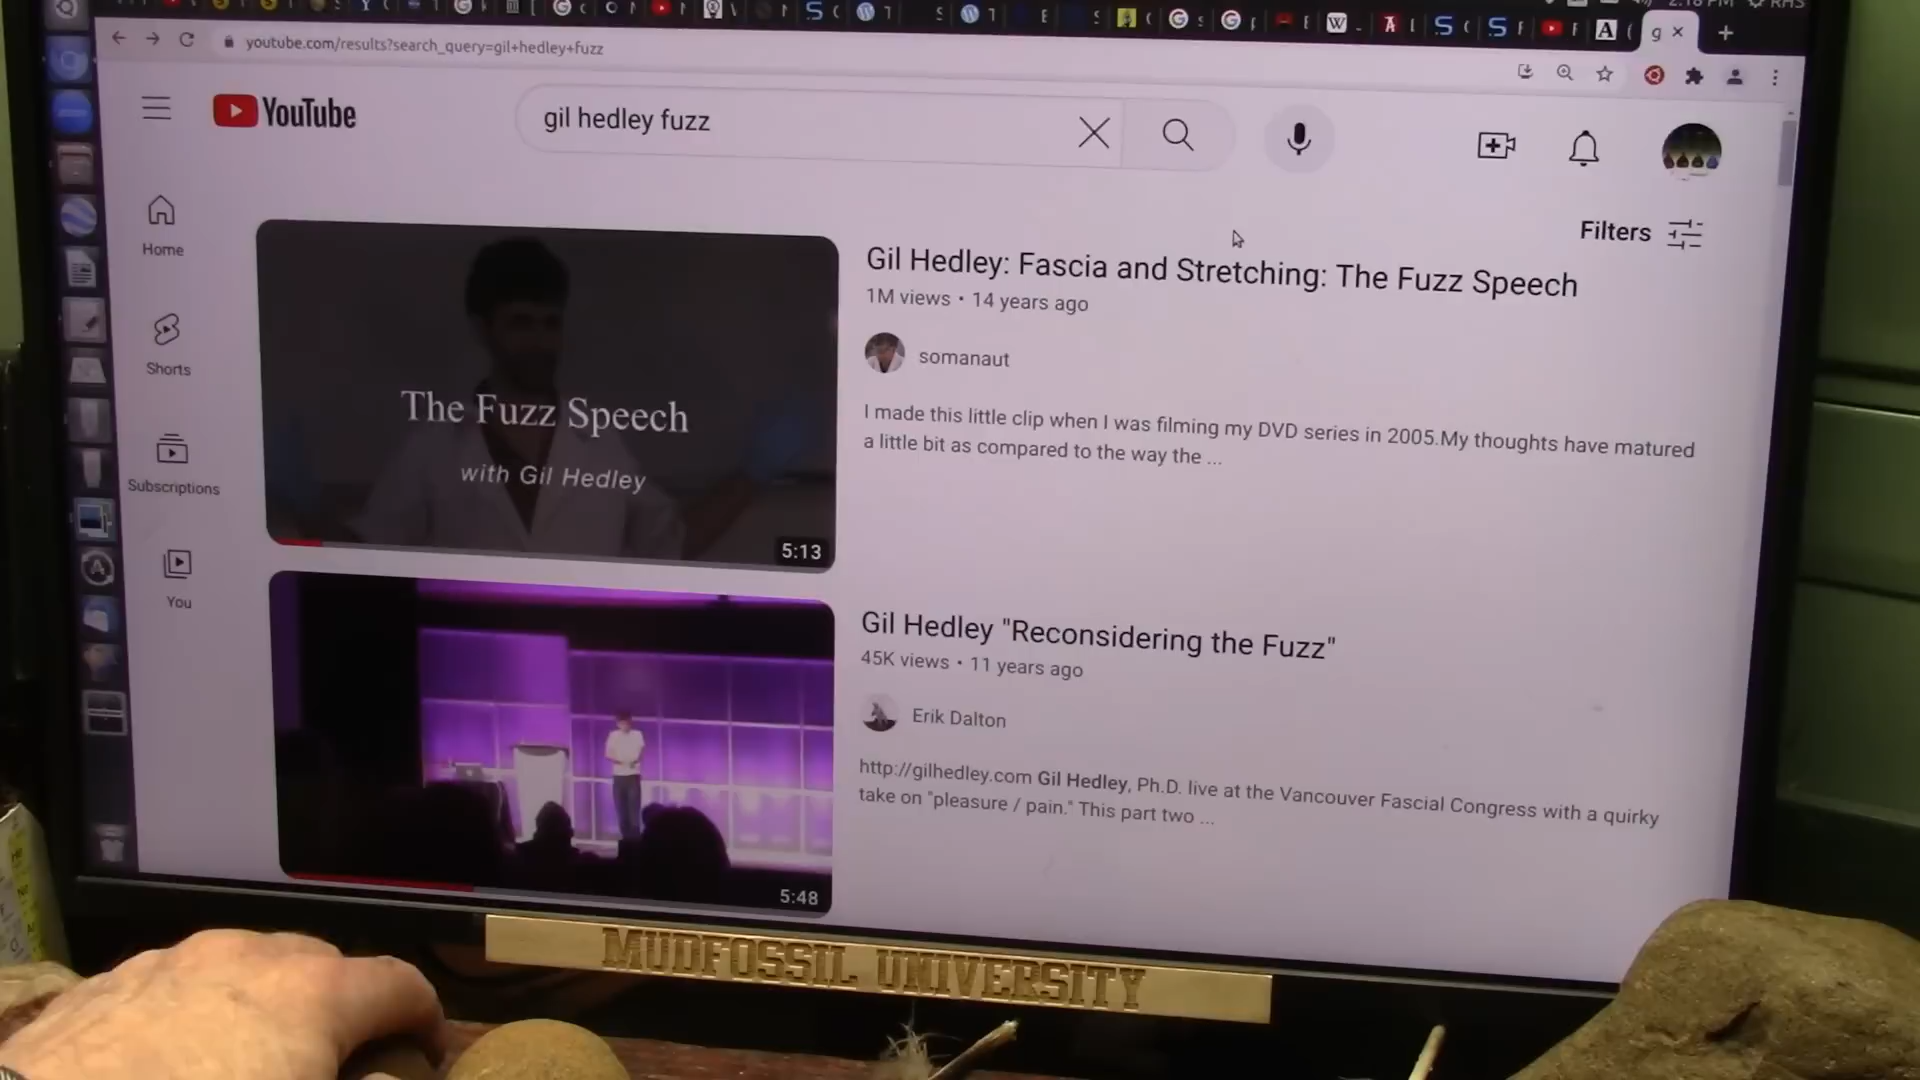 2:16 PM RHS
youtube.com/results?search_query=gil+hedley+fuzz
YouTube
gil hedley fuzz
Filters
Home
Shorts
Subscriptions
You
The Fuzz Speech
with Gil Hedley
5:13
Gil Hedley: Fascia and Stretching: The Fuzz Speech
1M views • 14 years ago
somanaut
I made this little clip when I was filming my DVD series in 2005.My thoughts have matured
a little bit as compared to the way the ...
5:48
Gil Hedley "Reconsidering the Fuzz"
45K views • 11 years ago
Erik Dalton
http://gilhedley.com Gil Hedley, Ph.D. live at the Vancouver Fascial Congress with a quirky
take on "pleasure / pain." This part two ...
MUDFOSSIL UNIVERSITY